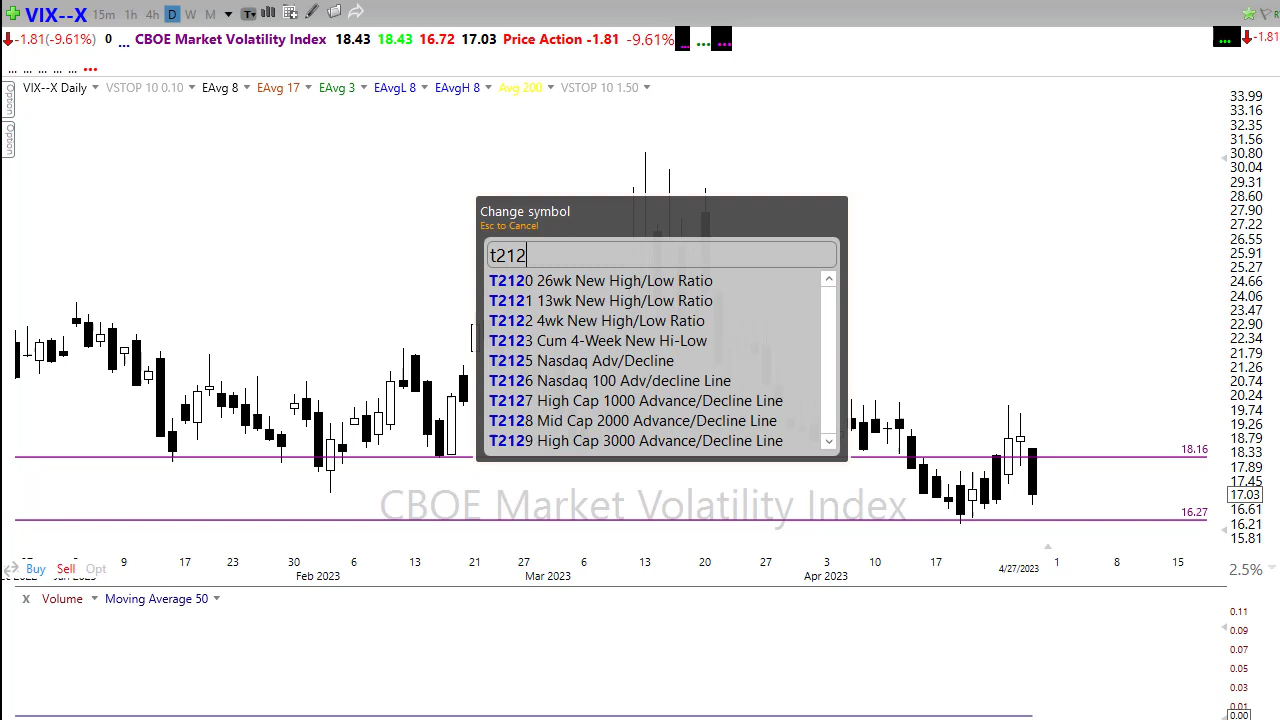 VIX--X 15m 1h 4h D W M T
-1.81(-9.61%) 0 ... CBOE Market Volatility Index 18.43 18.43 16.72 17.03 Price Action -1.81 -9.61% ... ... ... ... -1.81
... ... ... ... ... ...
VIX--X Daily VSTOP 10 0.10 EAvg 8 EAvg 17 EAvg 3 EAvgL 8 EAvgH 8 Avg 200 VSTOP 10 1.50
Option
Option
33.99
33.16
32.35
31.56
30.80
30.04
29.31
28.60
27.90
27.22
26.55
25.91
25.27
24.66
24.06
23.47
22.90
22.34
21.79
21.26
20.74
20.24
19.74
19.26
18.79
18.33
17.89
17.45
17.03
16.61
16.21
15.81
Change symbol
Esc to Cancel
t212
T2120 26wk New High/Low Ratio
T2121 13wk New High/Low Ratio
T2122 4wk New High/Low Ratio
T2123 Cum 4-Week New Hi-Low
T2125 Nasdaq Adv/Decline
T2126 Nasdaq 100 Adv/decline Line
T2127 High Cap 1000 Advance/Decline Line
T2128 Mid Cap 2000 Advance/Decline Line
T2129 High Cap 3000 Advance/Decline Line
18.16
16.27
CBOE Market Volatility Index
9 17 23 30 6 13 21 27 6 13 20 27 3 10 17 4/27/2023 1 8 15
Feb 2023 Mar 2023 Apr 2023
Buy Sell Opt
2.5%
X Volume Moving Average 50
0.11
0.09
0.07
0.05
0.03
0.01
0.00